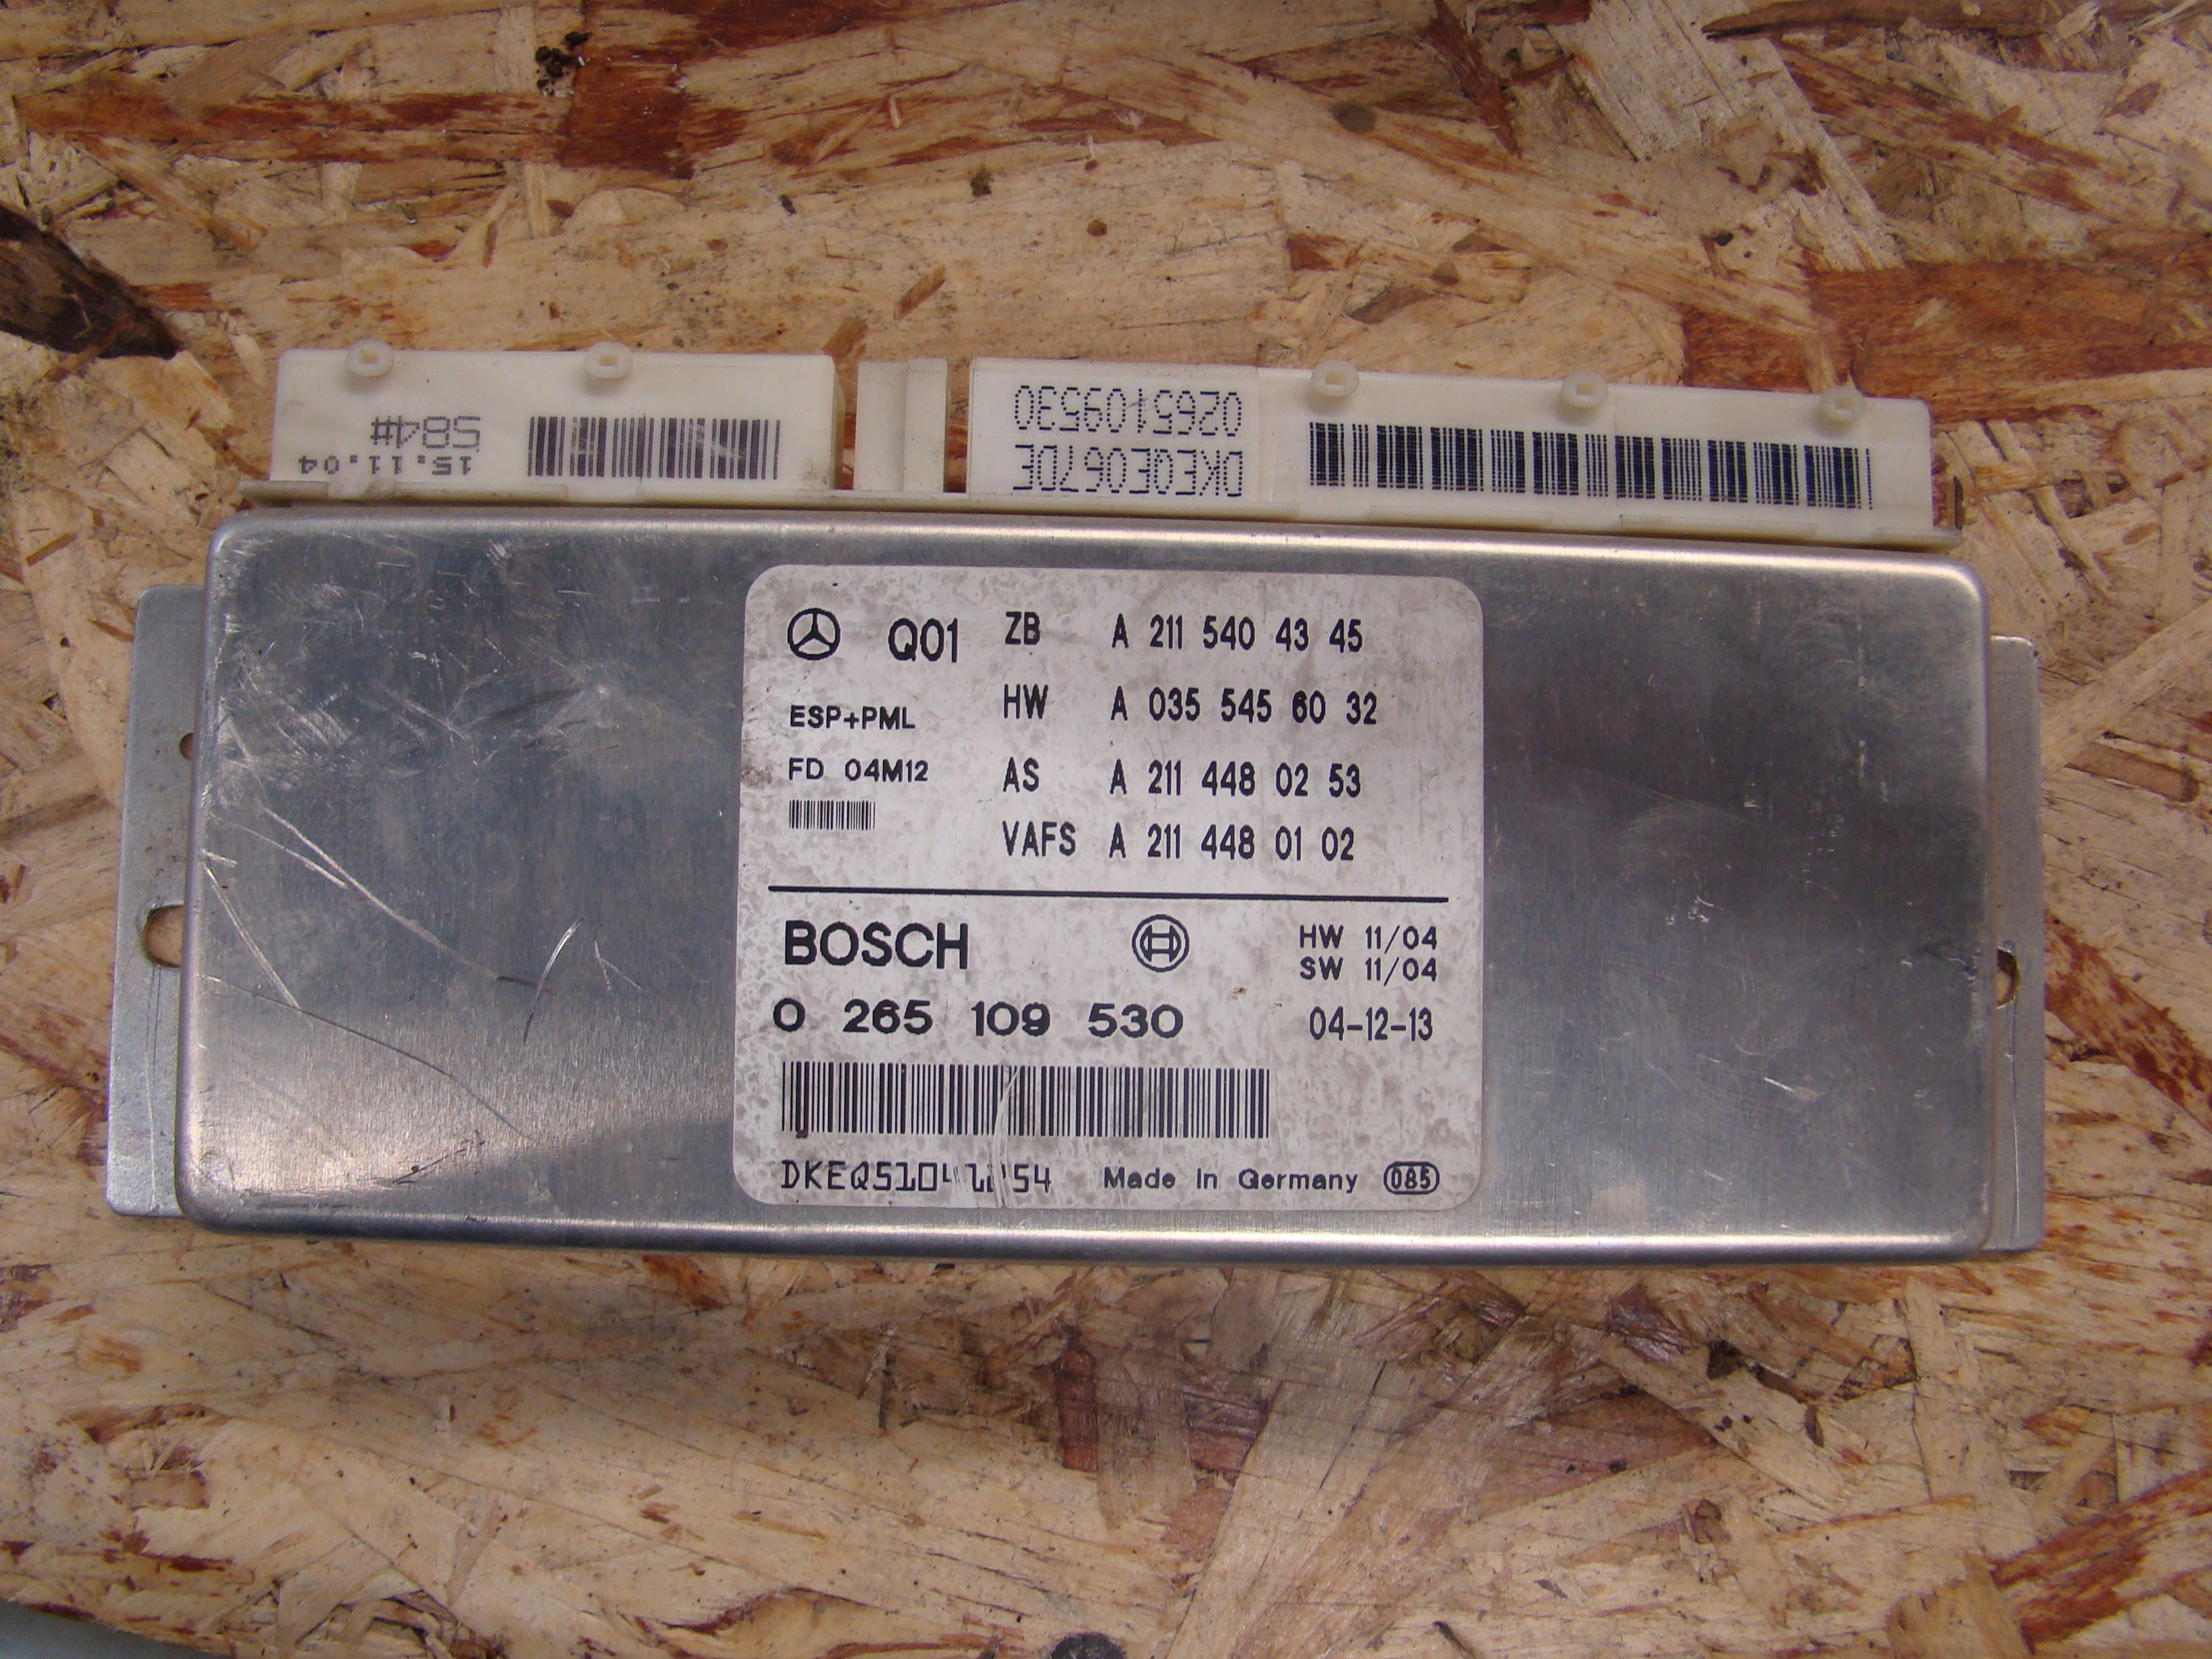 0265109530
DKEQE067DE
S84#
15.11.04
Q01 ZB A 211 540 43 45
ESP+PML HW A 035 545 60 32
FD 04M12 AS A 211 448 02 53
VAFS A 211 448 01 02
BOSCH HW 11/04
SW 11/04
0 265 109 530 04-12-13
Made in Germany 085